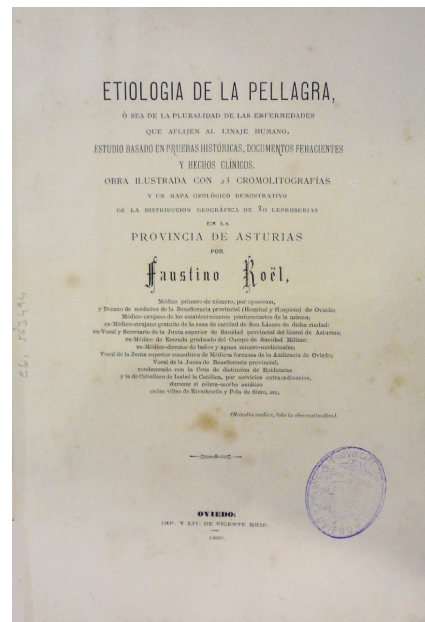 ETIOLOGIA DE LA PELLAGRA,
Ó SEA DE LA PLURALIDAD DE LAS ENFERMEDADES
QUE AFLIJEN AL LINAJE HUMANO.
ESTUDIO BASADO EN PRUEBAS HISTÓRICAS, DOCUMENTOS FEHACIENTES
Y HECHOS CLÍNICOS.
OBRA ILUSTRADA CON 23 CROMOLITOGRAFÍAS
Y UN MAPA GEOLÓGICO DEMOSTRATIVO
DE LA DISTRIBUCION GEOGRÁFICA DE 30 LEPROSERIAS
EN LA
PROVINCIA DE ASTURIAS
POR
Faustino Roël,
Médico primero de número, por oposicion,
y Decano de medicina de la Beneficencia provincial (Hospital y Hospicio) de Oviedo;
Médico-cirujano de los establecimientos penitenciarios de la misma;
ex-Médico-cirujano gratuito de la casa de caridad de San Lázaro de dicha ciudad;
ex-Vocal y Secretario de la Junta superior de Sanidad provincial del litoral de Asturias;
ex-Médico de Entrada graduado del Cuerpo de Sanidad Militar;
ex-Médico-director de baños y aguas minero-medicinales;
Vocal de la Junta superior consultiva de Médicos forenses de la Audiencia de Oviedo;
Vocal de la Junta de Beneficencia provincial;
condecorado con la Cruz de distincion de Epidemias
y la de Caballero de Isabel la Católica, por servicios extraordinarios,
durante el cólera-morbo asiático
en las villas de Rivadesella y Pola de Siero, etc.
tota in observationibus).
OVIEDO:
IMP. Y LIT. DE VICENTE BRID.
1880.
OVIEDO